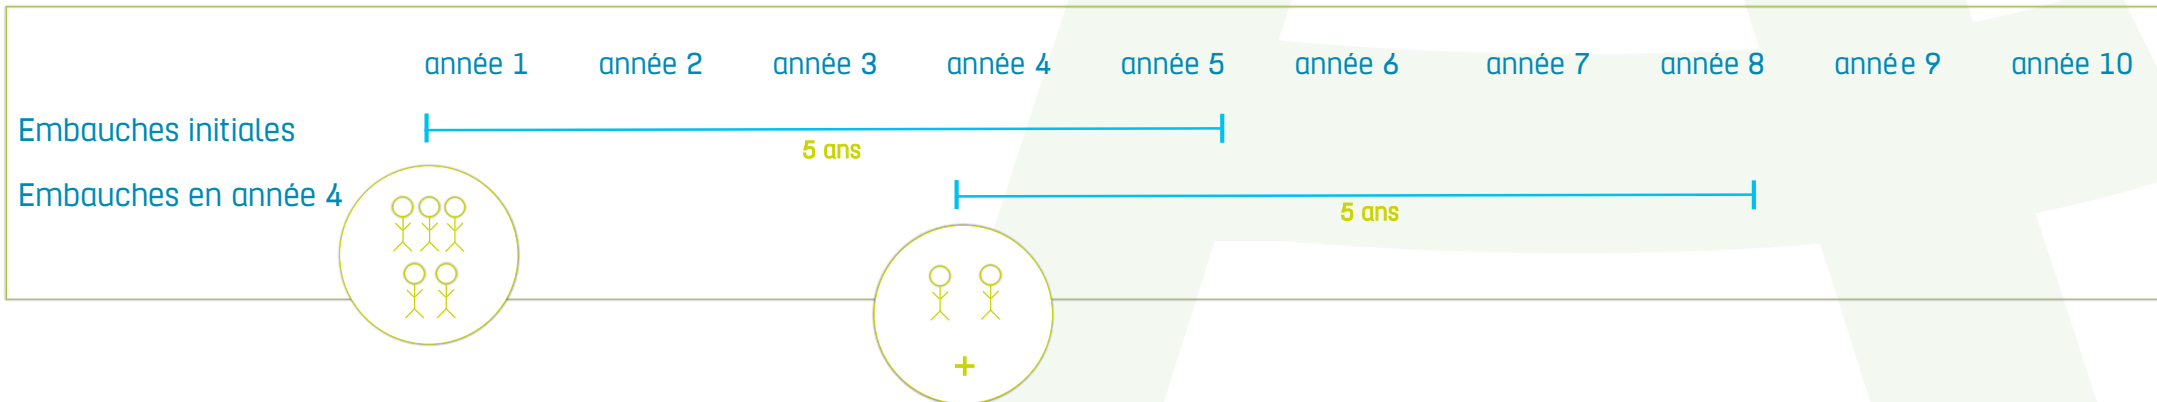 année 1 année 2 année 3 année 4 année 5 année 6 année 7 année 8 année 9 année 10
Embauches initiales
5 ans
Embauches en année 4
5 ans
+